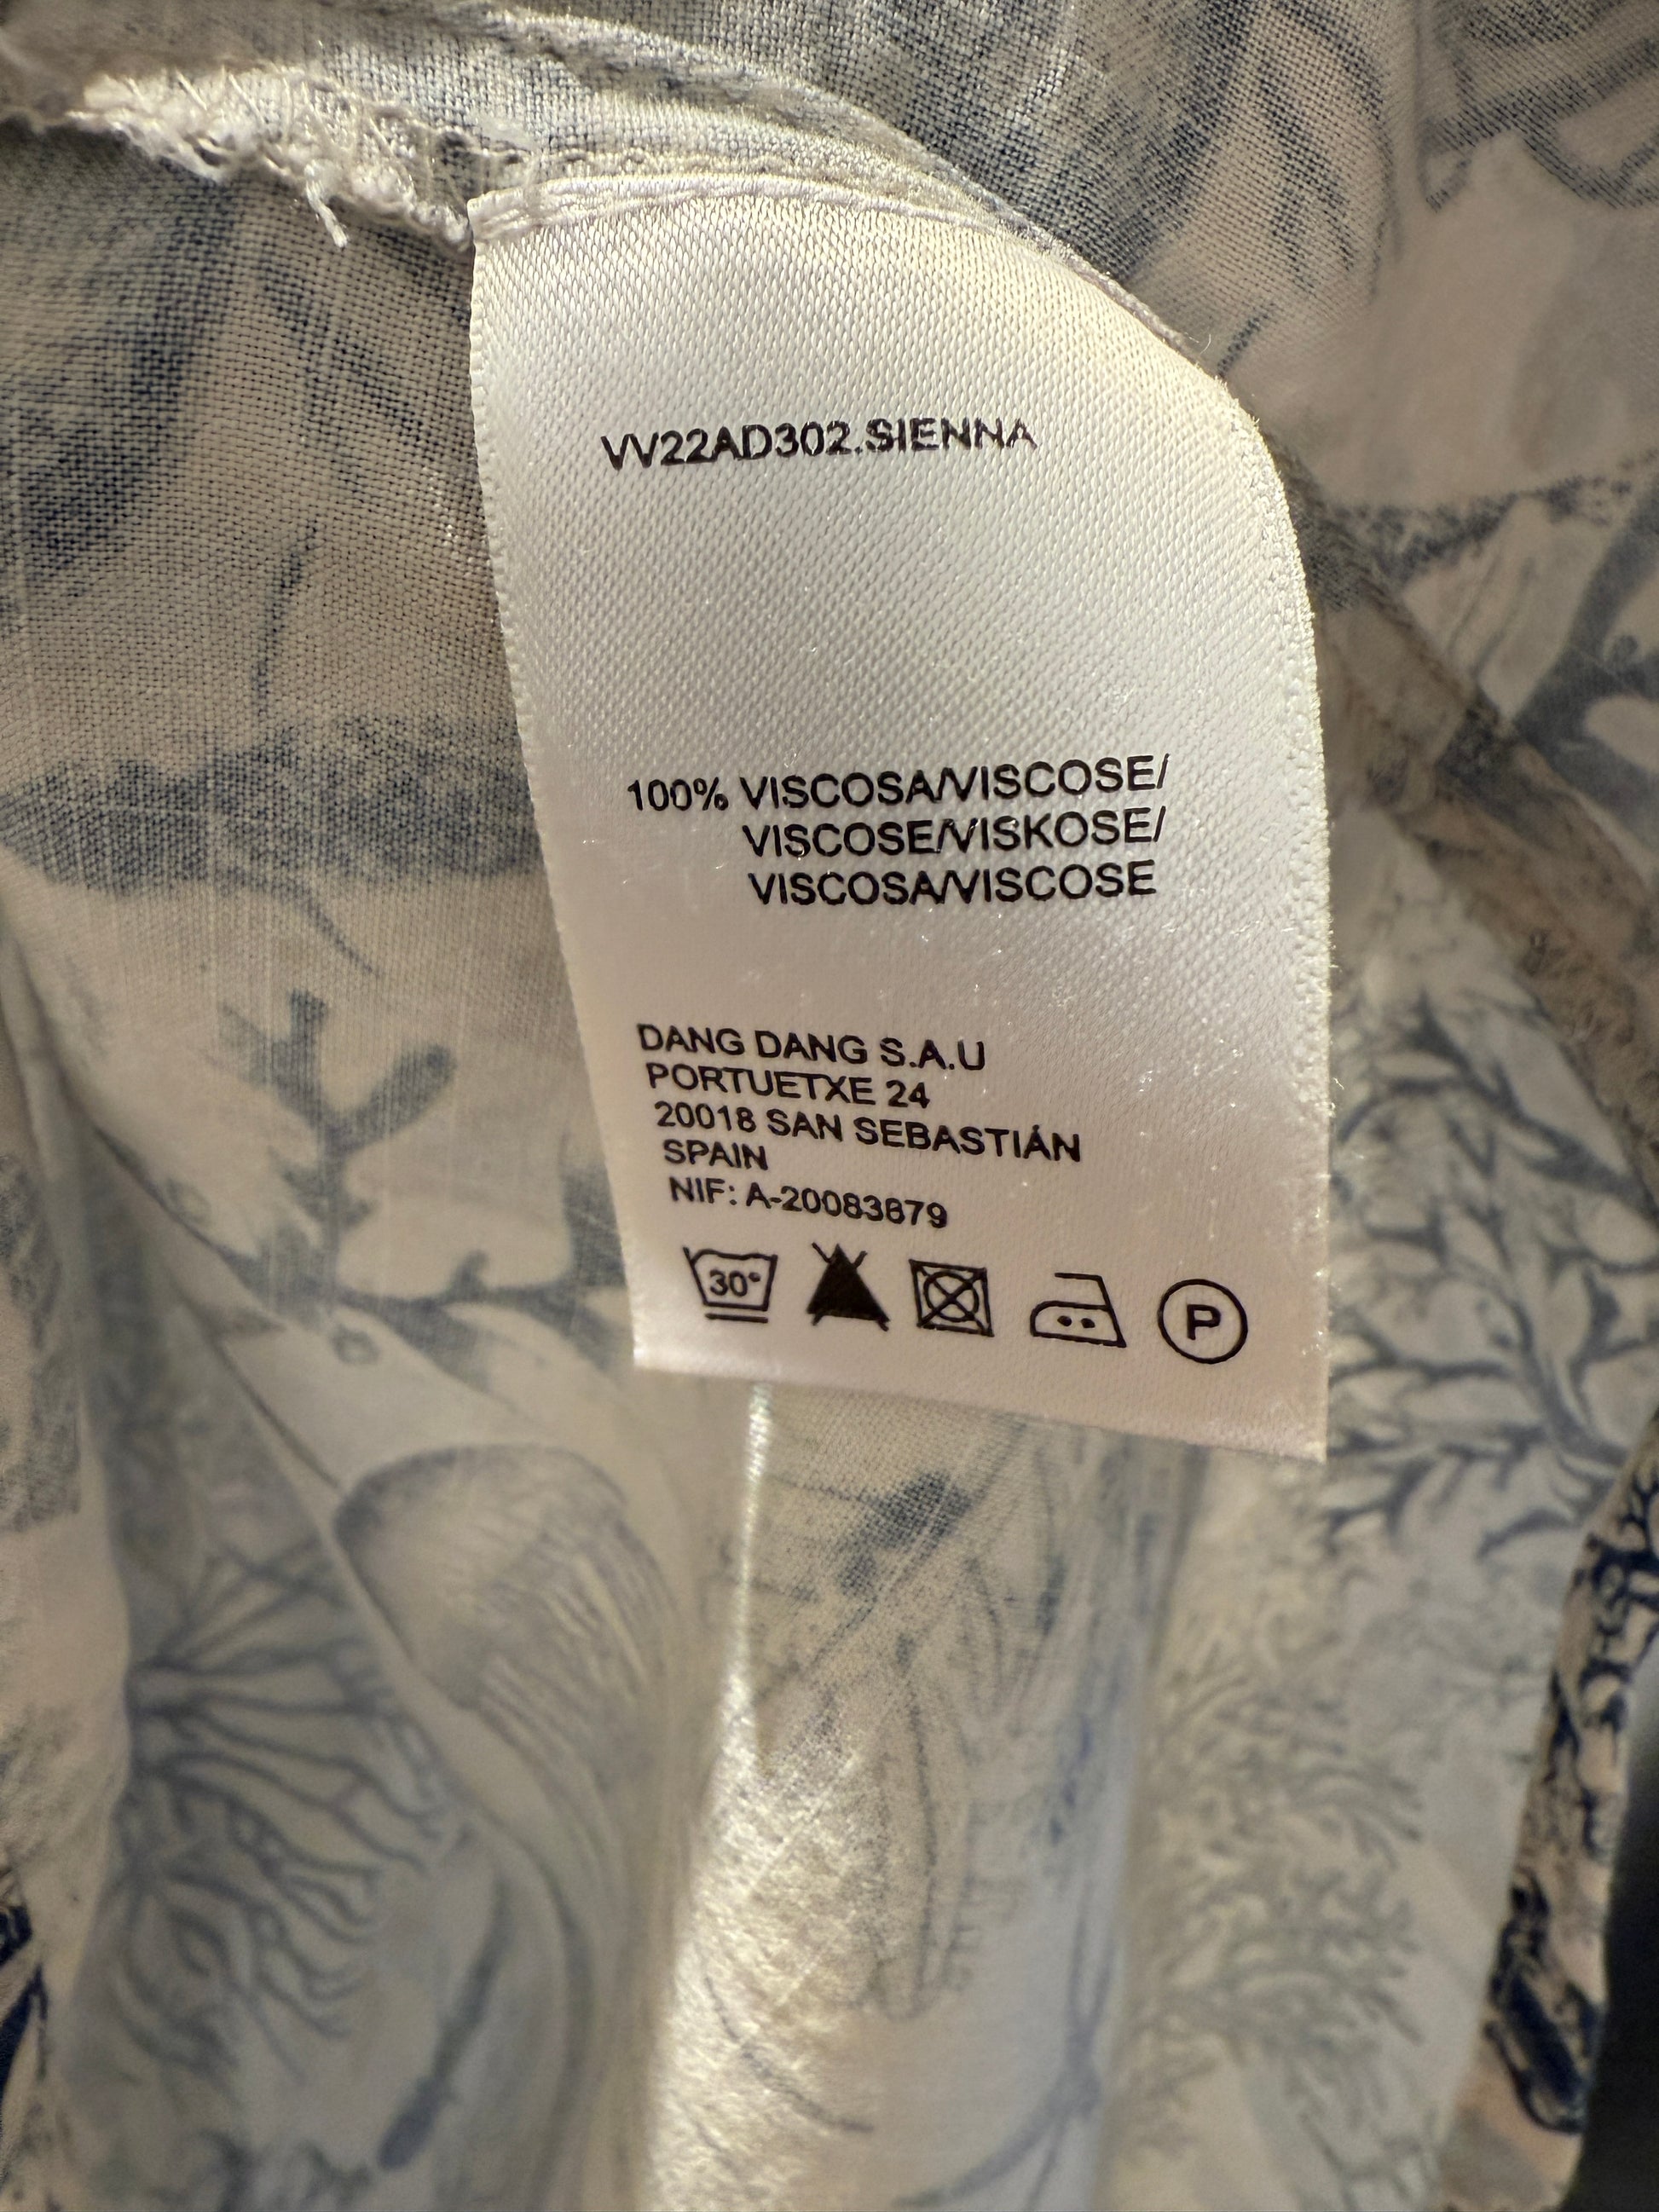 VV22AD302.SIENNA
100% VISCOSA/VISCOSE/
VISCOSE/VISKOSE/
VISCOSA/VISCOSE
DANG DANG S.A.U
PORTUETXE 24
20018 SAN SEBASTIÁN
SPAIN
NIF: A-20083879
30°
P